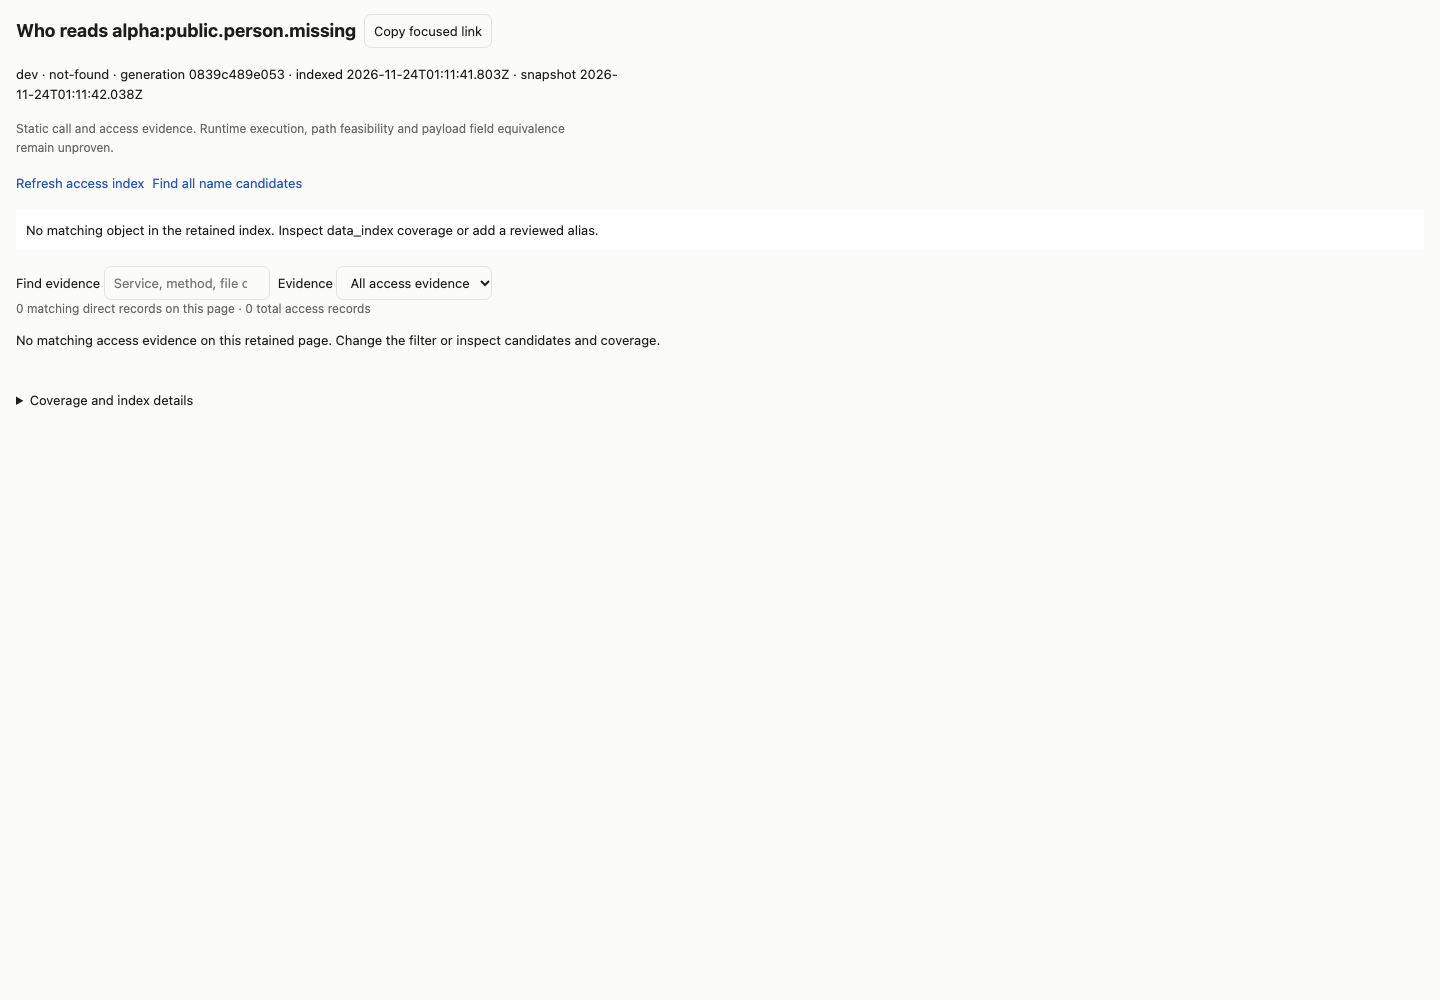 Who reads alpha:public.person.missing Copy focused link
dev · not-found · generation 0839c489e053 · indexed 2026-11-24T01:11:41.803Z · snapshot 2026-
11-24T01:11:42.038Z
Static call and access evidence. Runtime execution, path feasibility and payload field equivalence
remain unproven.
Refresh access index Find all name candidates
No matching object in the retained index. Inspect data_index coverage or add a reviewed alias.
Find evidence Service, method, file Evidence All access evidence
0 matching direct records on this page · 0 total access records
No matching access evidence on this retained page. Change the filter or inspect candidates and coverage.
Coverage and index details